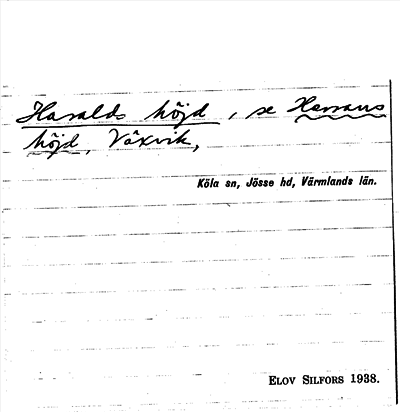 Haralds höjd, se Herrans
höjd, Växvik,
Köla sn, Jösse hd, Värmlands län.
ELOV SILFORS 1938.